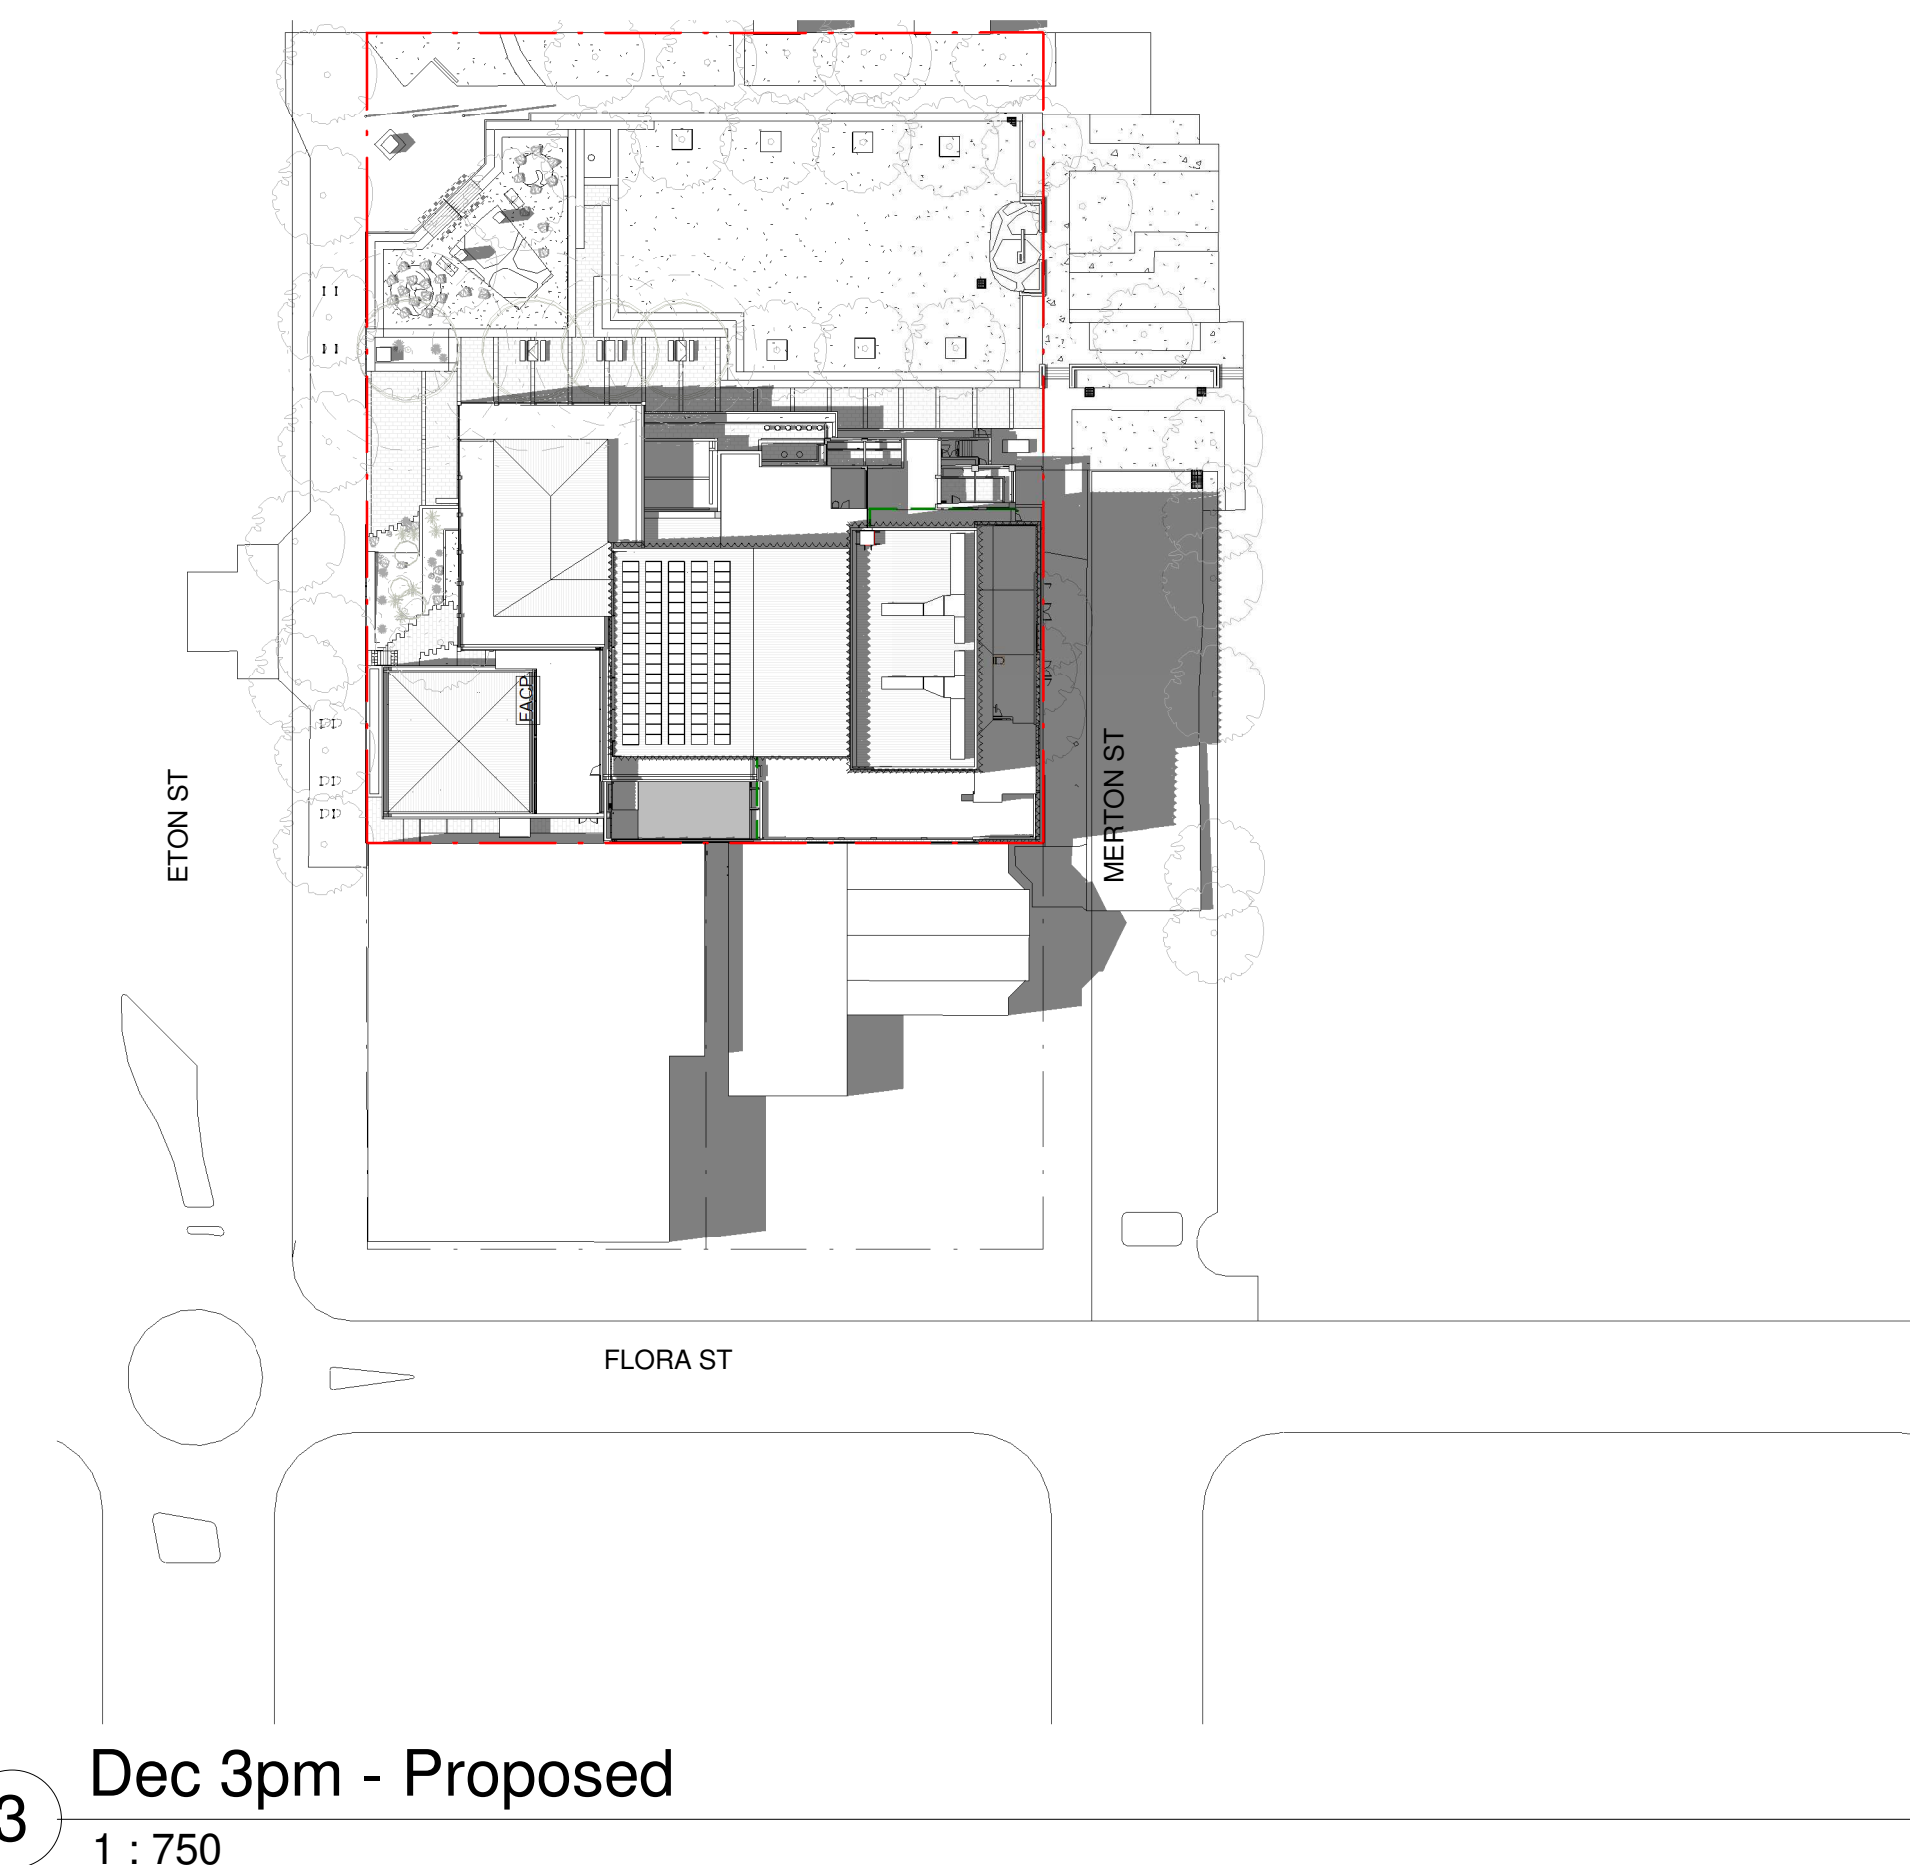 FACP
ETON ST
MERTON ST
FLORA ST
3
Dec 3pm - Proposed
1 : 750